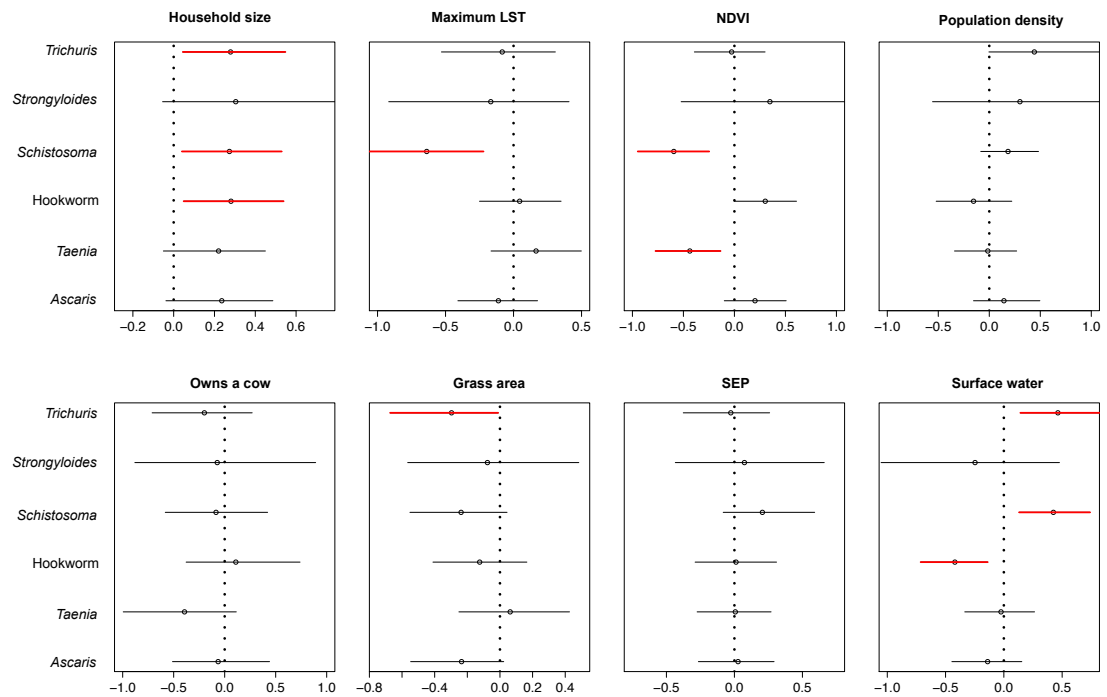 Household size Maximum LST NDVI Population density
Trichuris
Strongyloides
Schistosoma
Hookworm
Taenia
Ascaris
−0.2 0.0 0.2 0.4 0.6 −1.0 −0.5 0.0 0.5 −1.0 −0.5 0.0 0.5 1.0 −1.0 −0.5 0.0 0.5 1.0
Owns a cow Grass area SEP Surface water
Trichuris
Strongyloides
Schistosoma
Hookworm
Taenia
Ascaris
−1.0 −0.5 0.0 0.5 1.0 −0.8 −0.4 0.0 0.4 −0.5 0.0 0.5 −1.0 −0.5 0.0 0.5